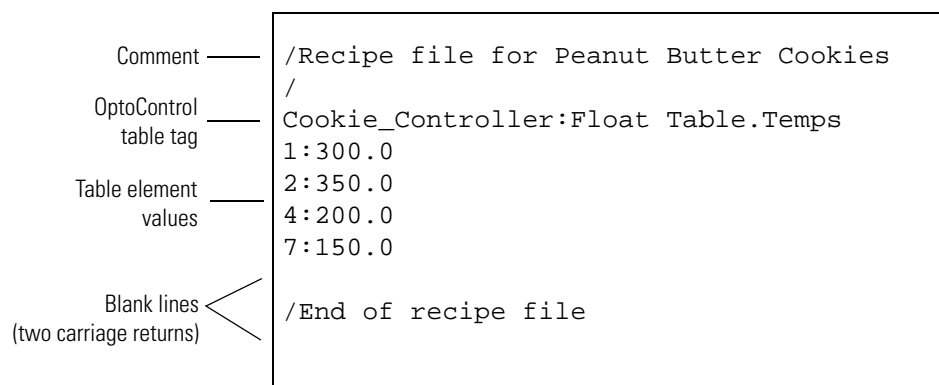 Comment
/Recipe file for Peanut Butter Cookies
/
OptoControl
table tag
Cookie_Controller:Float Table.Temps
1:300.0
2:350.0
4:200.0
7:150.0
Table element
values
Blank lines
(two carriage returns)
/End of recipe file